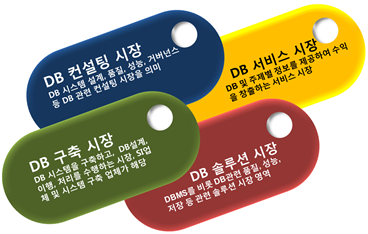 DB 컨설팅 시장
DB 시스템 설계, 품질, 성능, 거버넌스
등 DB 관련 컨설팅 시장을 의미
DB 서비스 시장
DB 및 주제별 정보를 제공하여 수익
을 창출하는 서비스 시장
DB 구축 시장
DB 시스템을 구축하고, DB설계,
이행, 처리를 수행하는 시장, SI업
체 및 시스템 구축 업체가 해당
DB 솔루션 시장
DBMS를 비롯 DB관련 품질, 성능,
저장 등 관련 솔루션 시장 영역